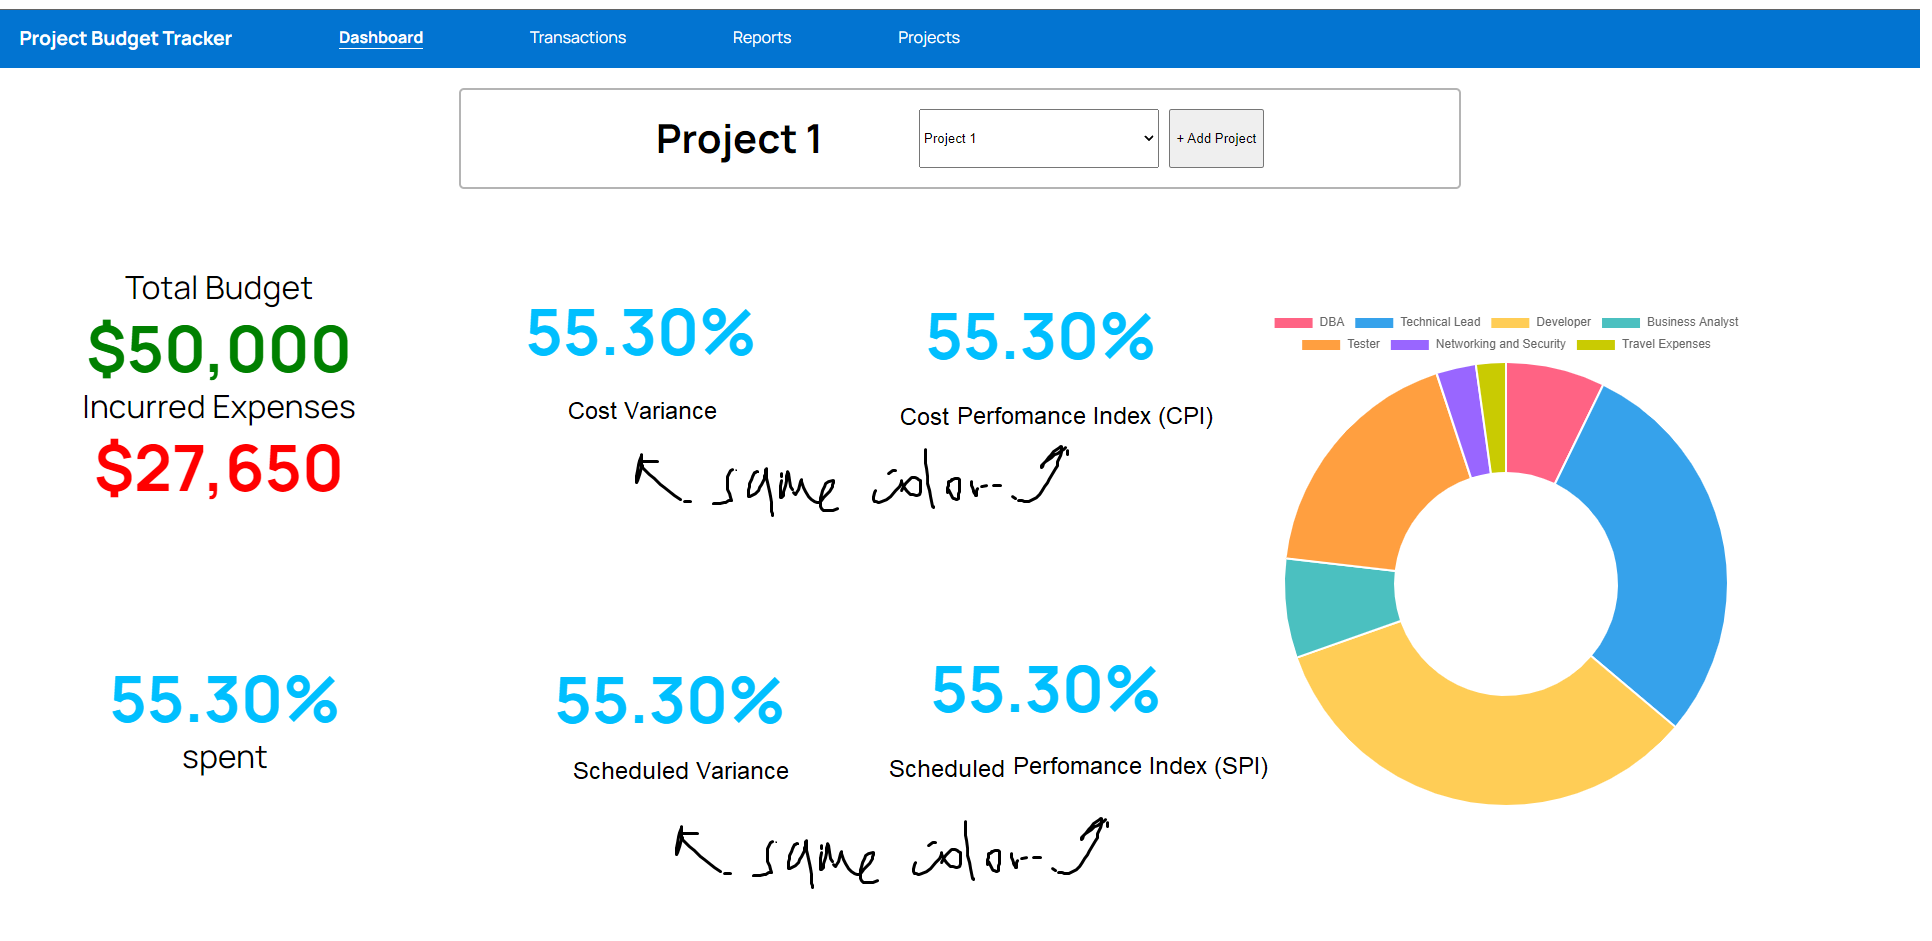 Project Budget Tracker Dashboard Transactions Reports Projects
Project 1 Project 1 + Add Project
Total Budget
$50,000
Incurred Expenses
$27,650
55.30%
Cost Variance
55.30%
Cost Perfomance Index (CPI)
same color
DBA Technical Lead Developer Business Analyst
Tester Networking and Security Travel Expenses
55.30%
spent
55.30%
Scheduled Variance
55.30%
Scheduled Perfomance Index (SPI)
same color